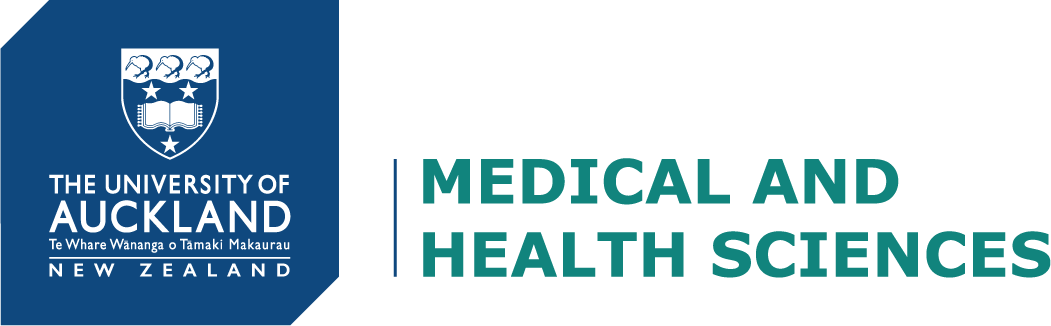 THE UNIVERSITY OF
AUCKLAND
Te Whare Wānanga o Tāmaki Makaurau
NEW ZEALAND
MEDICAL AND
HEALTH SCIENCES